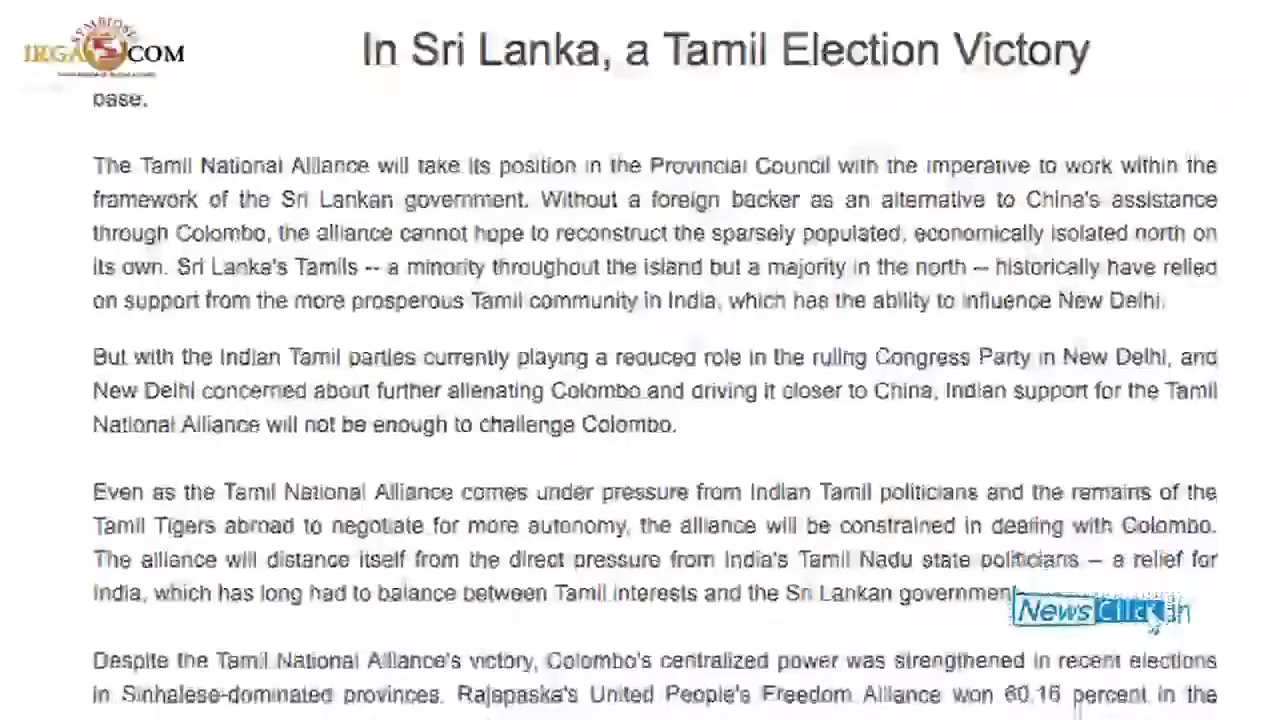 SYMBIOSIS
IRGA COM
In Sri Lanka, a Tamil Election Victory
base.
The Tamil National Alliance will take its position in the Provincial Council with the imperative to work within the
framework of the Sri Lankan government. Without a foreign backer as an alternative to China's assistance
through Colombo, the alliance cannot hope to reconstruct the sparsely populated, economically isolated north on
its own. Sri Lanka's Tamils -- a minority throughout the island but a majority in the north -- historically have relied
on support from the more prosperous Tamil community in India, which has the ability to influence New Delhi.
But with the Indian Tamil parties currently playing a reduced role in the ruling Congress Party in New Delhi, and
New Delhi concerned about further alienating Colombo and driving it closer to China, Indian support for the Tamil
National Alliance will not be enough to challenge Colombo.
Even as the Tamil National Alliance comes under pressure from Indian Tamil politicians and the remains of the
Tamil Tigers abroad to negotiate for more autonomy, the alliance will be constrained in dealing with Colombo.
The alliance will distance itself from the direct pressure from India's Tamil Nadu state politicians -- a relief for
India, which has long had to balance between Tamil interests and the Sri Lankan government.
NewsClick
Despite the Tamil National Alliance's victory, Colombo's centralized power was strengthened in recent elections
in Sinhalese-dominated provinces. Rajapaska's United People's Freedom Alliance won 60.16 percent in the